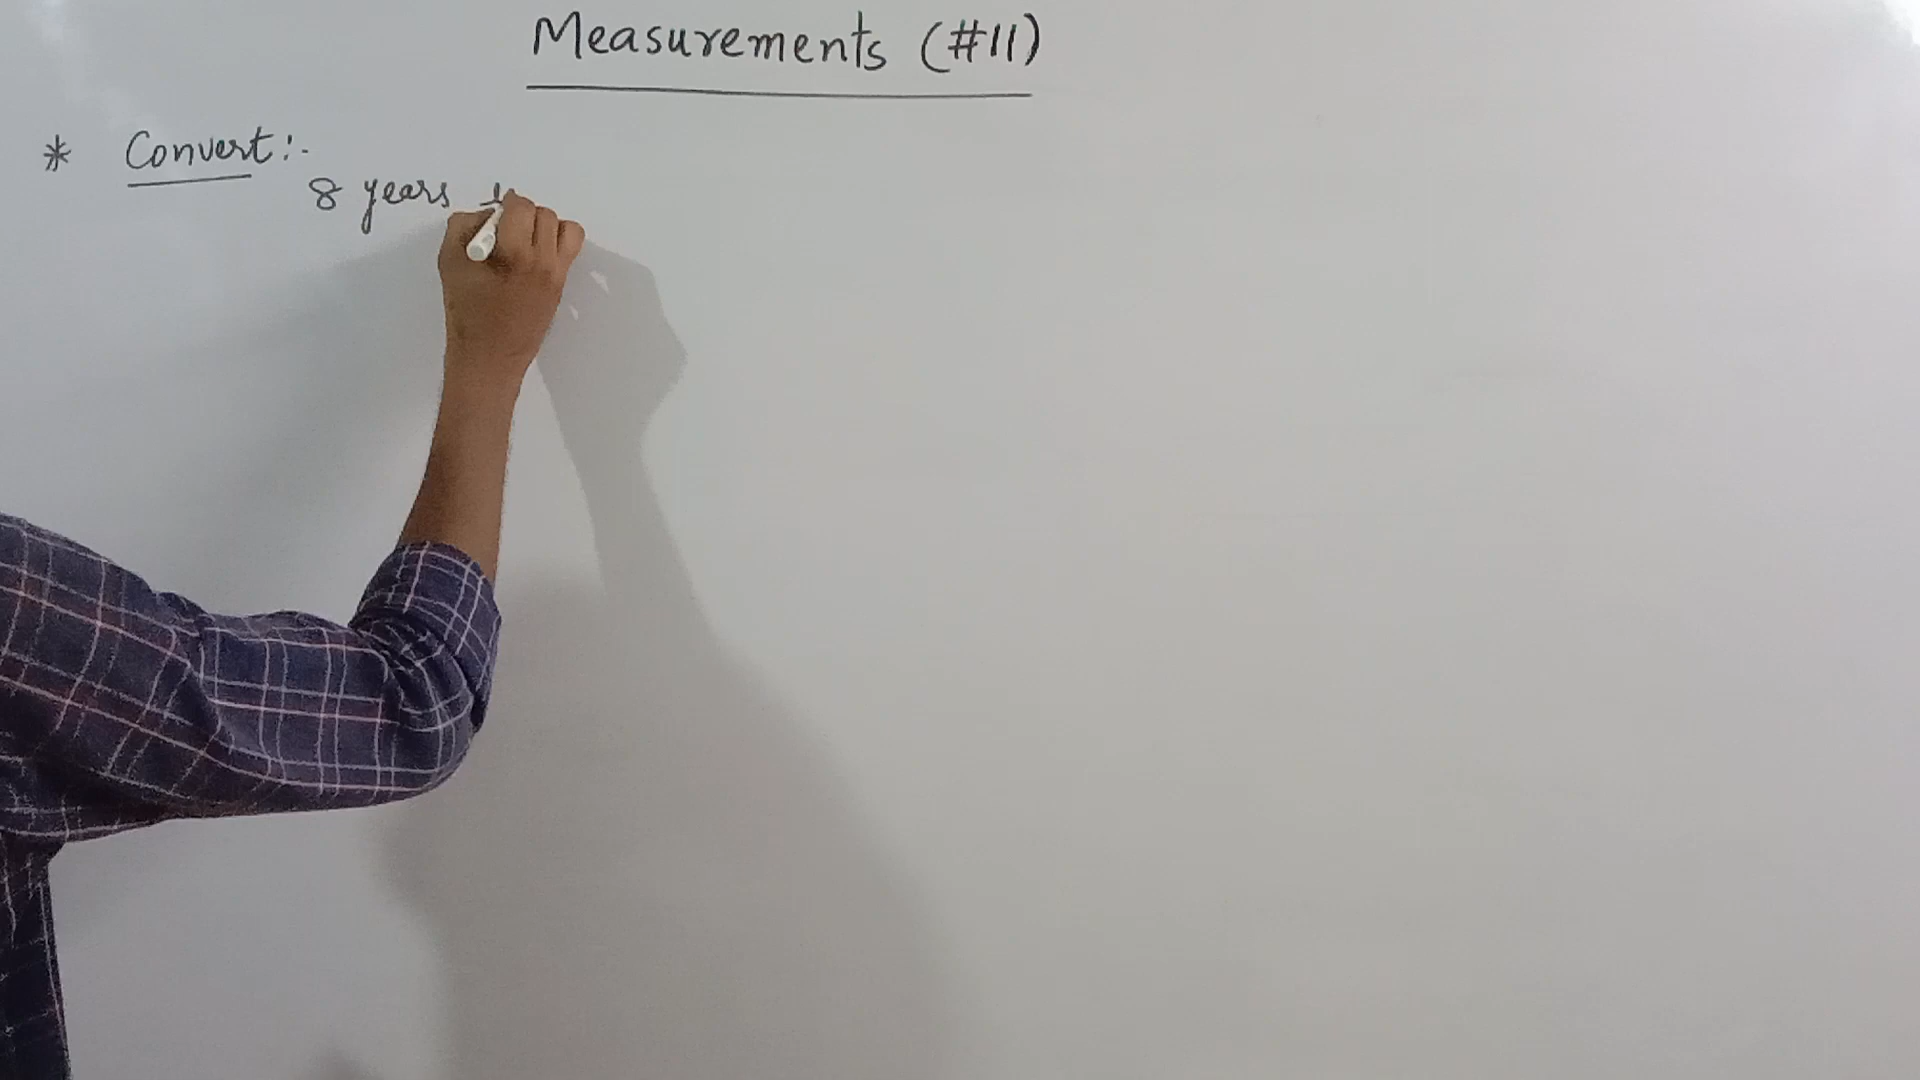 Measurements (#11)
* Convert:-
8 years